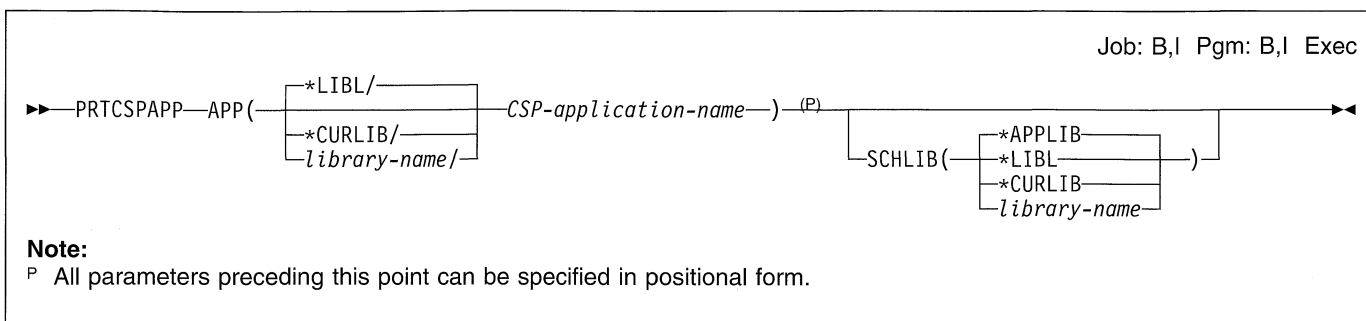 Job: B,I Pgm: B,I Exec
*LIBL/
PRTCSPAPP APP( CSP-application-name ) (P)
*CURLIB/
library-name/
*APPLIB
SCHLIB( *LIBL )
*CURLIB
library-name
Note:
P All parameters preceding this point can be specified in positional form.